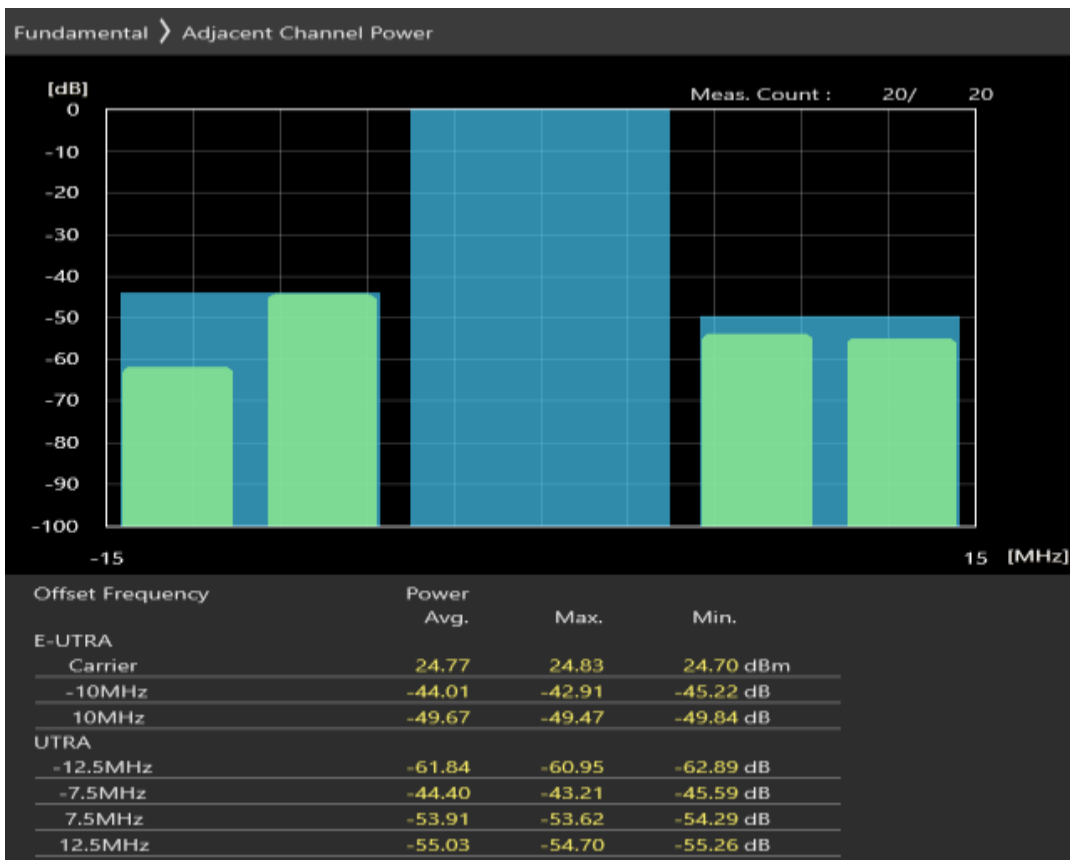 Fundamental 〉 Adjacent Channel Power
[dB]
Meas. Count : 20/ 20
0
-10
-20
-30
-40
-50
-60
-70
-80
-90
-100
-15 15 [MHz]
Offset Frequency Power
Avg. Max. Min.
E-UTRA
Carrier 24.77 24.83 24.70 dBm
-10MHz -44.01 -42.91 -45.22 dB
10MHz -49.67 -49.47 -49.84 dB
UTRA
-12.5MHz -61.84 -60.95 -62.89 dB
-7.5MHz -44.40 -43.21 -45.59 dB
7.5MHz -53.91 -53.62 -54.29 dB
12.5MHz -55.03 -54.70 -55.26 dB